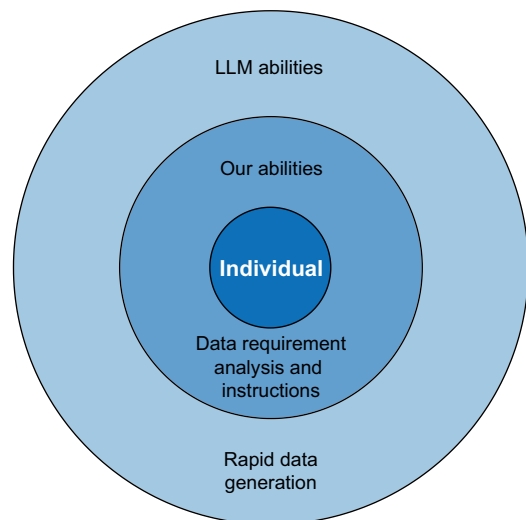 LLM abilities
Our abilities
Individual
Data requirement
analysis and
instructions
Rapid data
generation